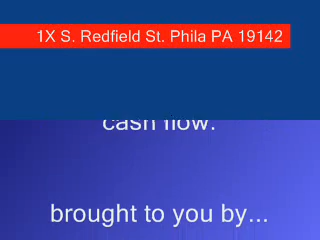 1X S. Redfield St. Phila PA 19142
cash flow.
brought to you by...